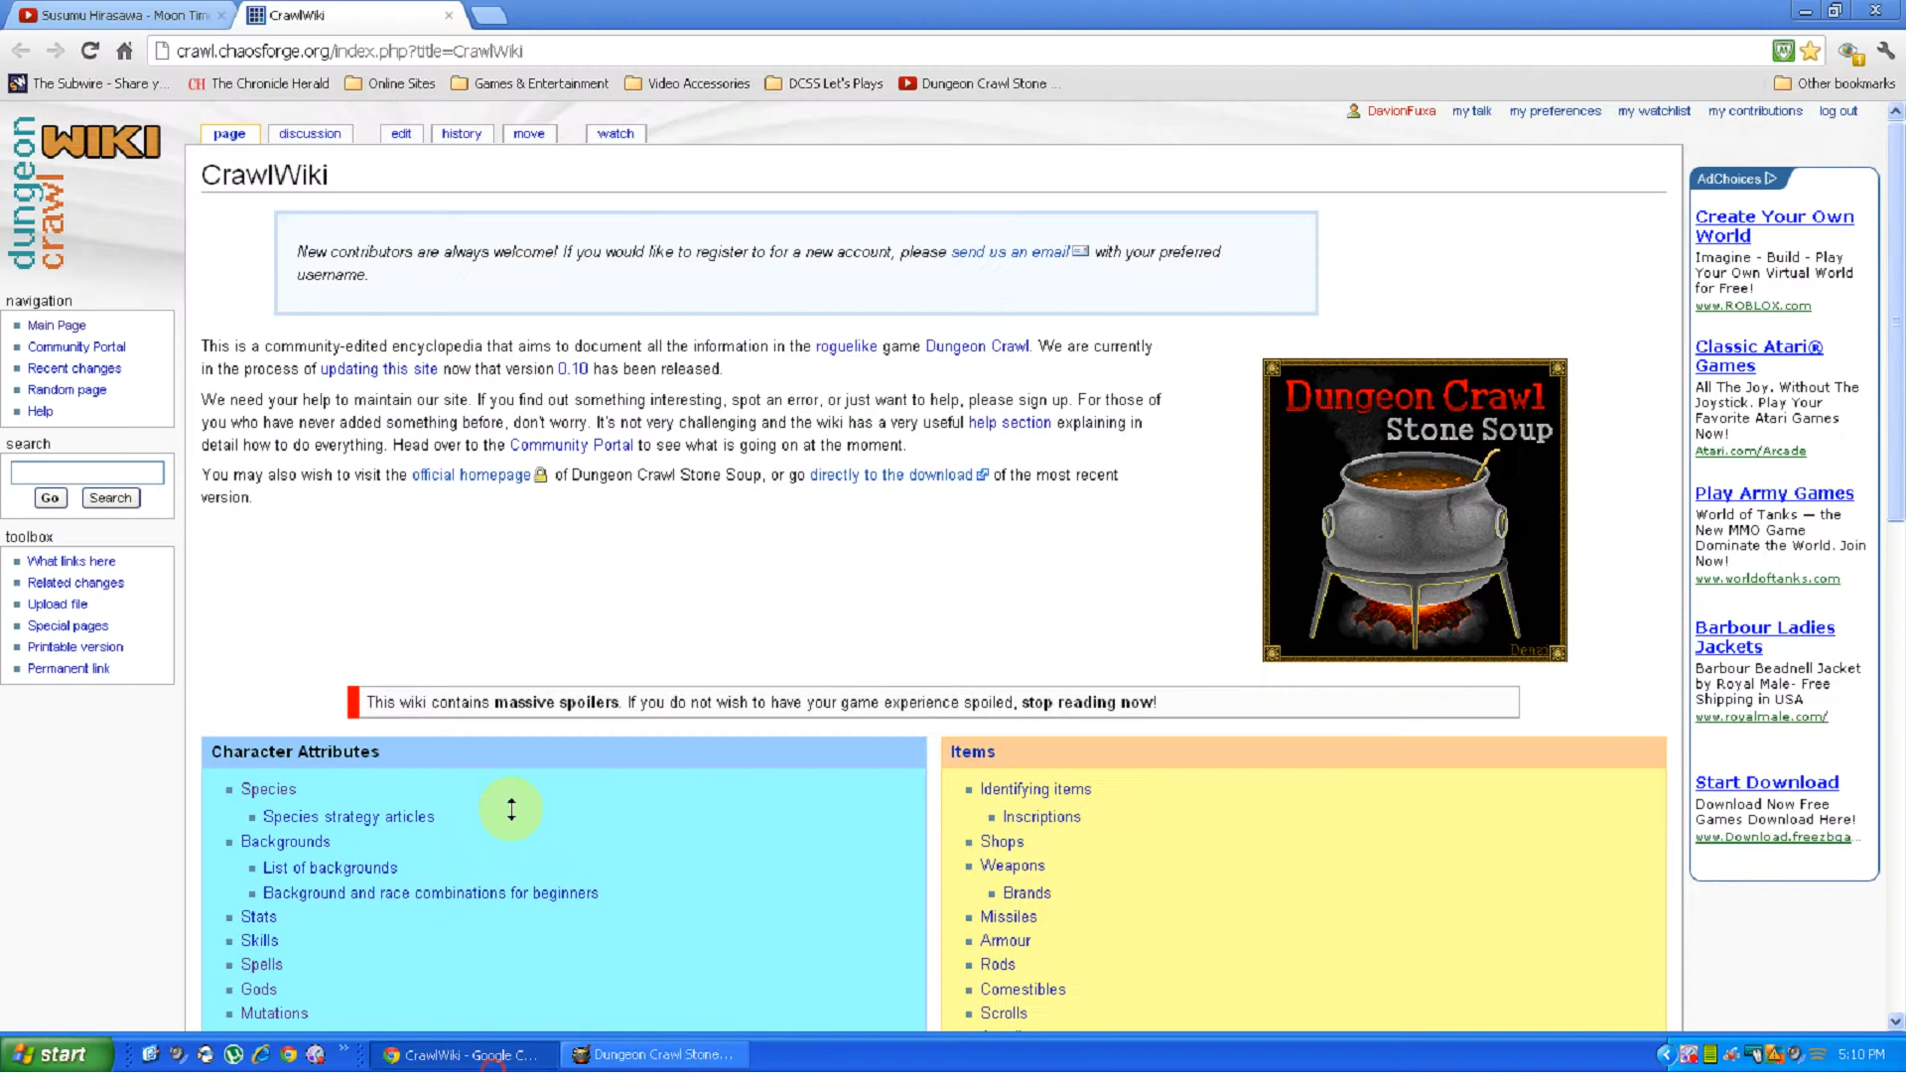 Susumu Hirasawa - Moon Tim
CrawlWiki
crawl.chaosforge.org/index.php?title=CrawlWiki
The Subwire - Share y...
CH The Chronicle Herald
Online Sites
Games & Entertainment
Video Accessories
DCSS Let's Plays
Dungeon Crawl Stone ...
Other bookmarks
DavionFuxa my talk my preferences my watchlist my contributions log out
dungeon crawl WIKI
page discussion edit history move watch
CrawlWiki
New contributors are always welcome! If you would like to register to for a new account, please send us an email with your preferred
username.
This is a community-edited encyclopedia that aims to document all the information in the roguelike game Dungeon Crawl. We are currently
in the process of updating this site now that version 0.10 has been released.
We need your help to maintain our site. If you find out something interesting, spot an error, or just want to help, please sign up. For those of
you who have never added something before, don't worry. It's not very challenging and the wiki has a very useful help section explaining in
detail how to do everything. Head over to the Community Portal to see what is going on at the moment.
You may also wish to visit the official homepage of Dungeon Crawl Stone Soup, or go directly to the download of the most recent
version.
Dungeon Crawl
Stone Soup
Denzi
This wiki contains massive spoilers. If you do not wish to have your game experience spoiled, stop reading now!
navigation
Main Page
Community Portal
Recent changes
Random page
Help
search
Go Search
toolbox
What links here
Related changes
Upload file
Special pages
Printable version
Permanent link
Character Attributes
Species
Species strategy articles
Backgrounds
List of backgrounds
Background and race combinations for beginners
Stats
Skills
Spells
Gods
Mutations
Items
Identifying items
Inscriptions
Shops
Weapons
Brands
Missiles
Armour
Rods
Comestibles
Scrolls
AdChoices
Create Your Own
World
Imagine - Build - Play
Your Own Virtual World
for Free!
www.ROBLOX.com
Classic Atari®
Games
All The Joy. Without The
Joystick. Play Your
Favorite Atari Games
Now!
Atari.com/Arcade
Play Army Games
World of Tanks — the
New MMO Game
Dominate the World. Join
Now!
www.worldoftanks.com
Barbour Ladies
Jackets
Barbour Beadnell Jacket
by Royal Male- Free
Shipping in USA
www.royalmale.com/
Start Download
Download Now Free
Games Download Here!
www.Download.freezbga...
start
CrawlWiki - Google C...
Dungeon Crawl Stone...
5:10 PM